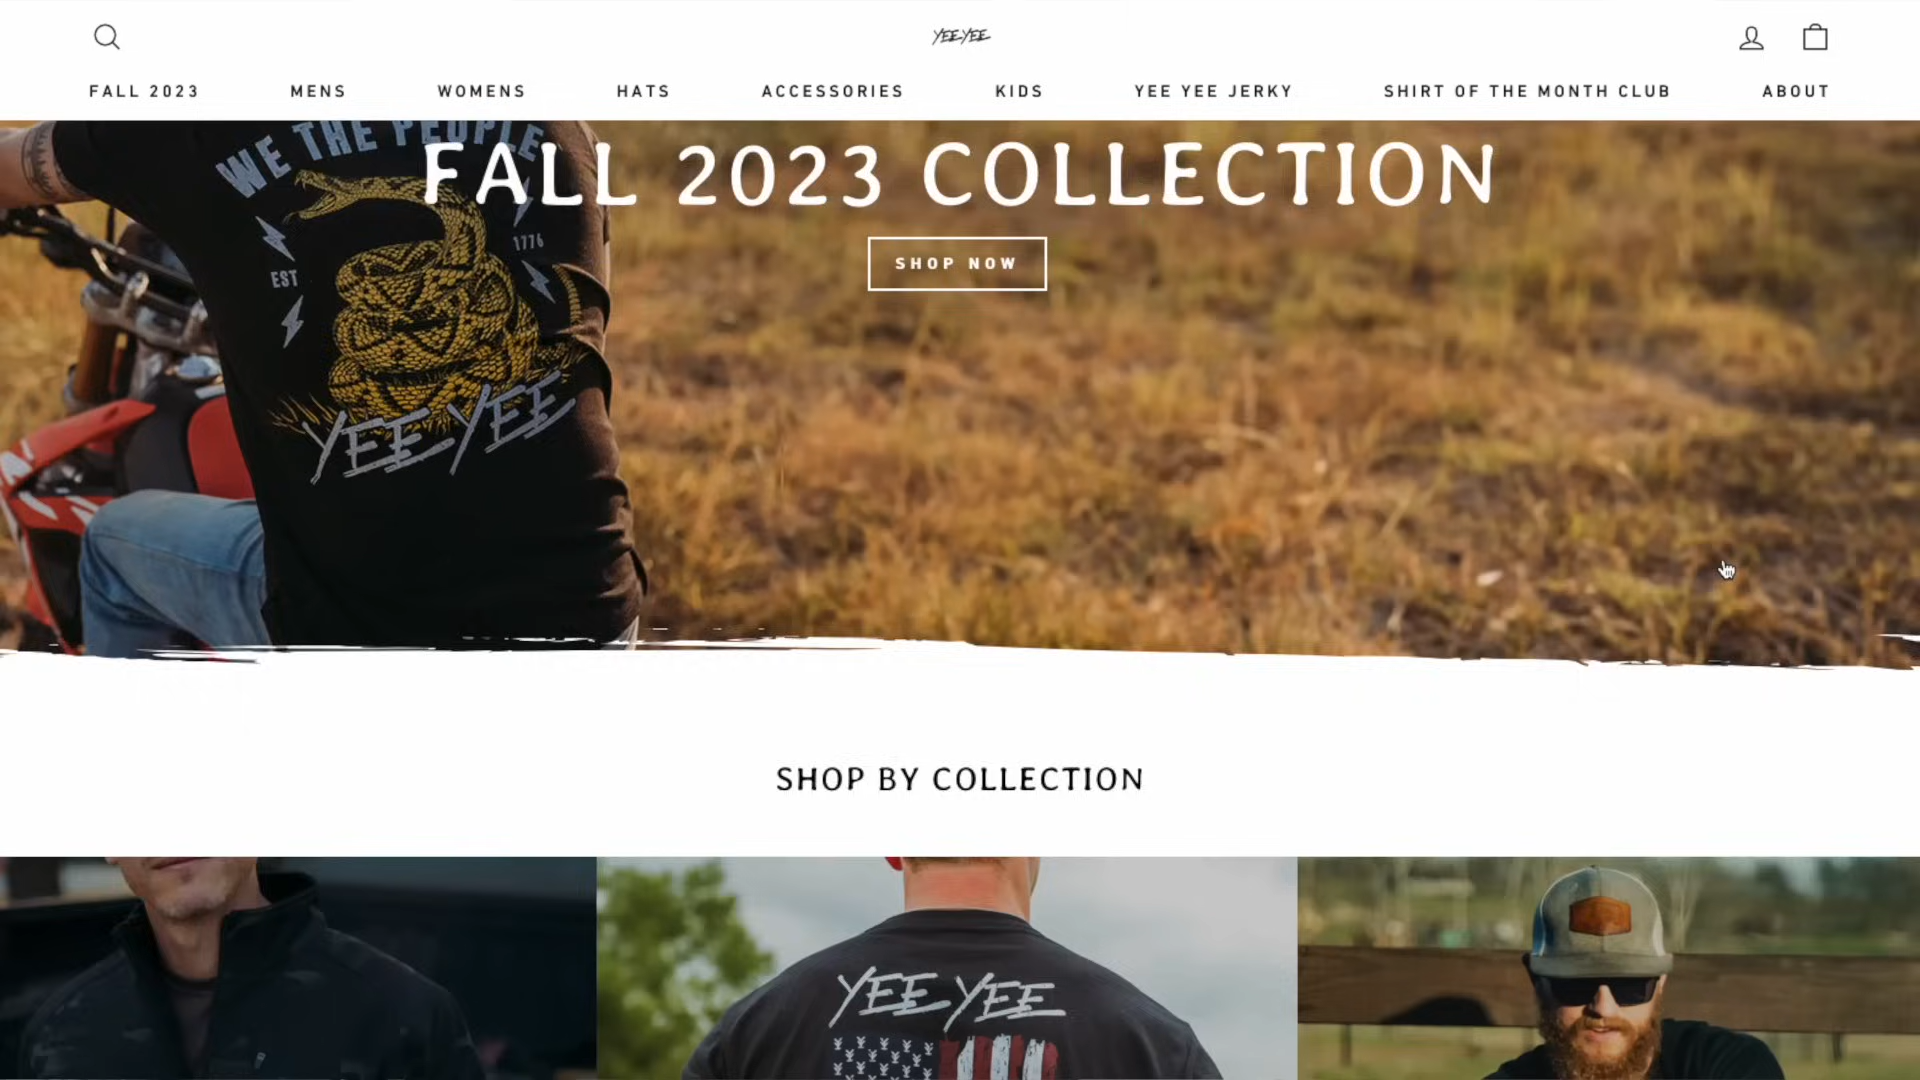 YEE YEE
FALL 2023
MENS
WOMENS
HATS
ACCESSORIES
KIDS
YEE YEE JERKY
SHIRT OF THE MONTH CLUB
ABOUT
WE THE PEOPLE
FALL 2023 COLLECTION
1776
EST
SHOP NOW
YEE YEE
SHOP BY COLLECTION
YEE YEE